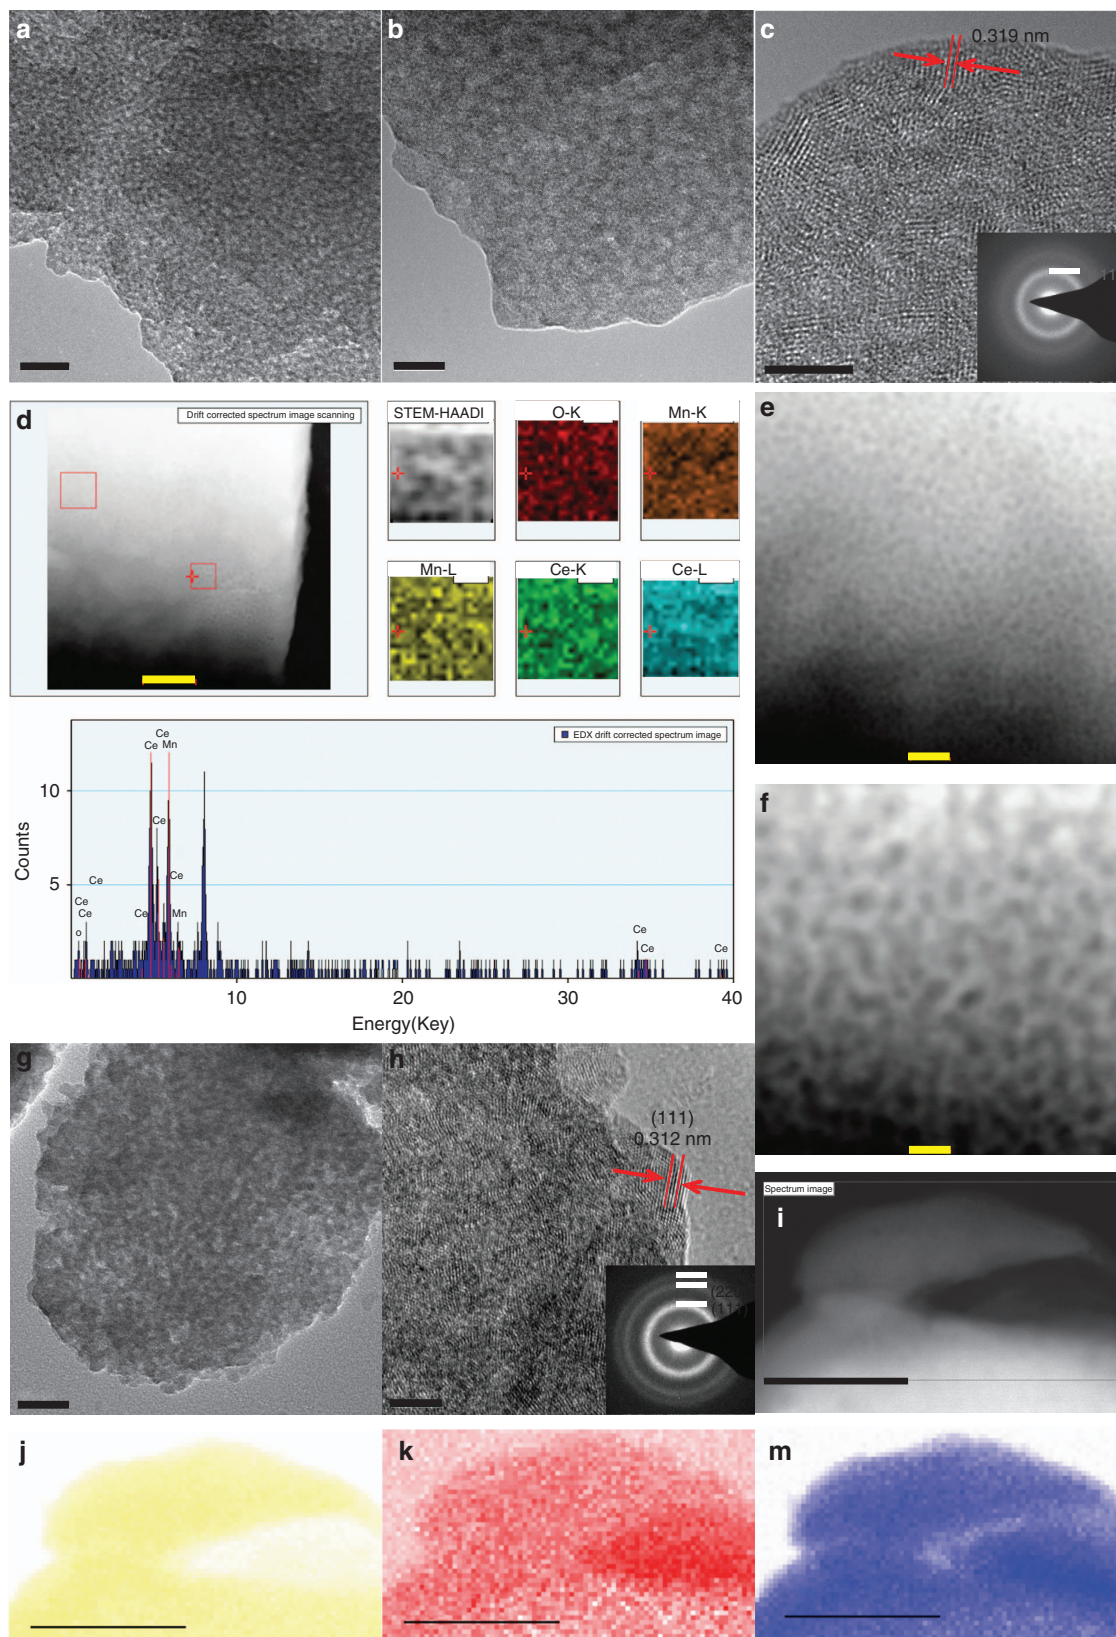 a
b
c
0.319 nm
11
d
Drift corrected spectrum image scanning
STEM-HAADI
O-K
Mn-K
Mn-L
Ce-K
Ce-L
e
f
EDX drift corrected spectrum image
Counts
10
5
Ce
Ce Mn
Ce
Ce
Ce
Ce
Ce
o
Ce
Mn
Ce
Ce
Ce
10
20
30
40
Energy(Key)
g
h
(111)
0.312 nm
(22
(111)
Spectrum image
i
j
k
m